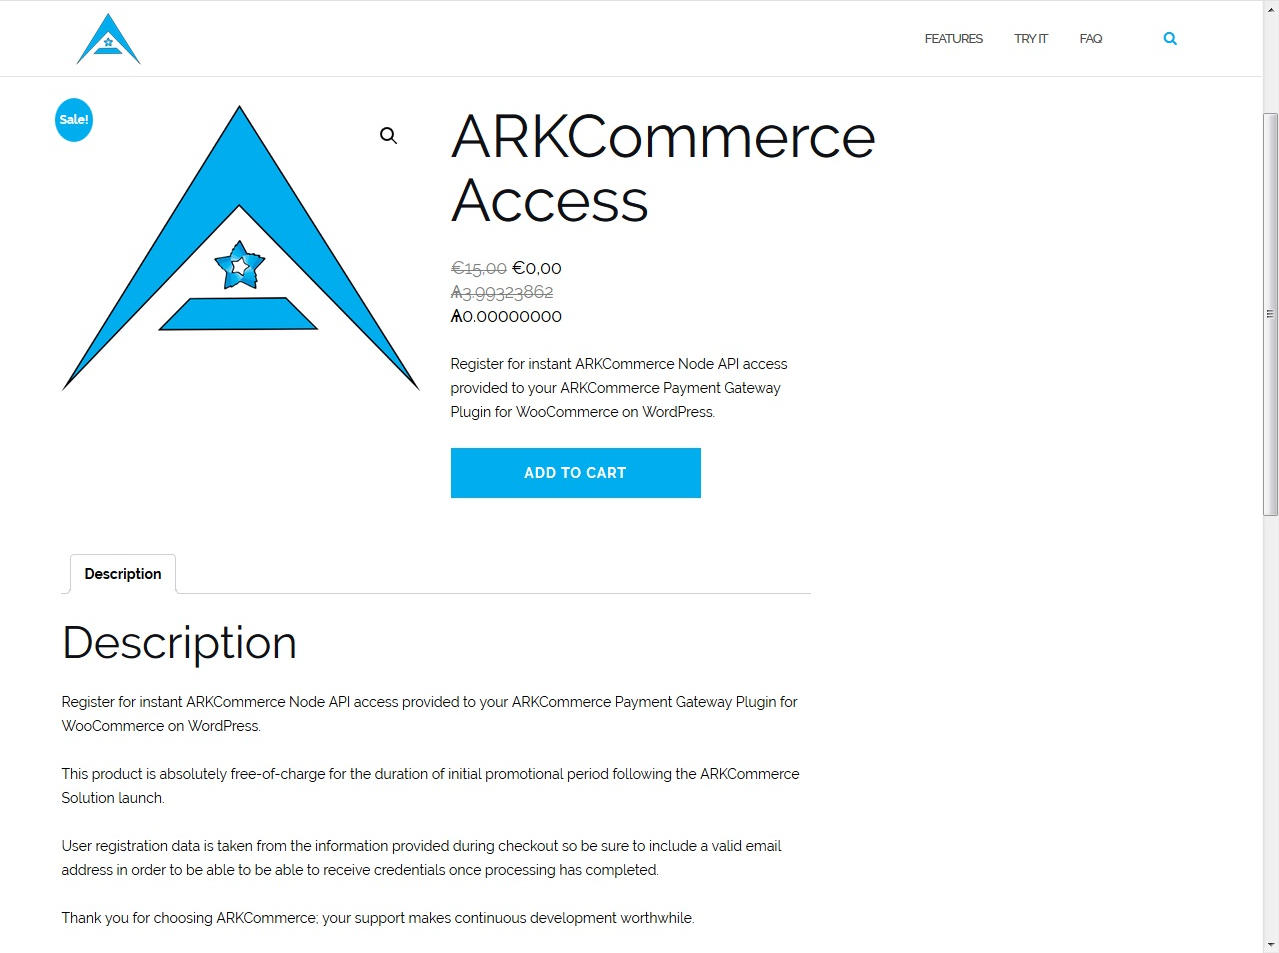 FEATURES TRY IT FAQ
Sale!
ARKCommerce
Access
€15,00 €0,00
Ѧ3.99323862
Ѧ0.00000000
Register for instant ARKCommerce Node API access
provided to your ARKCommerce Payment Gateway
Plugin for WooCommerce on WordPress.
ADD TO CART
Description
Description
Register for instant ARKCommerce Node API access provided to your ARKCommerce Payment Gateway Plugin for
WooCommerce on WordPress.
This product is absolutely free-of-charge for the duration of initial promotional period following the ARKCommerce
Solution launch.
User registration data is taken from the information provided during checkout so be sure to include a valid email
address in order to be able to be able to receive credentials once processing has completed.
Thank you for choosing ARKCommerce; your support makes continuous development worthwhile.